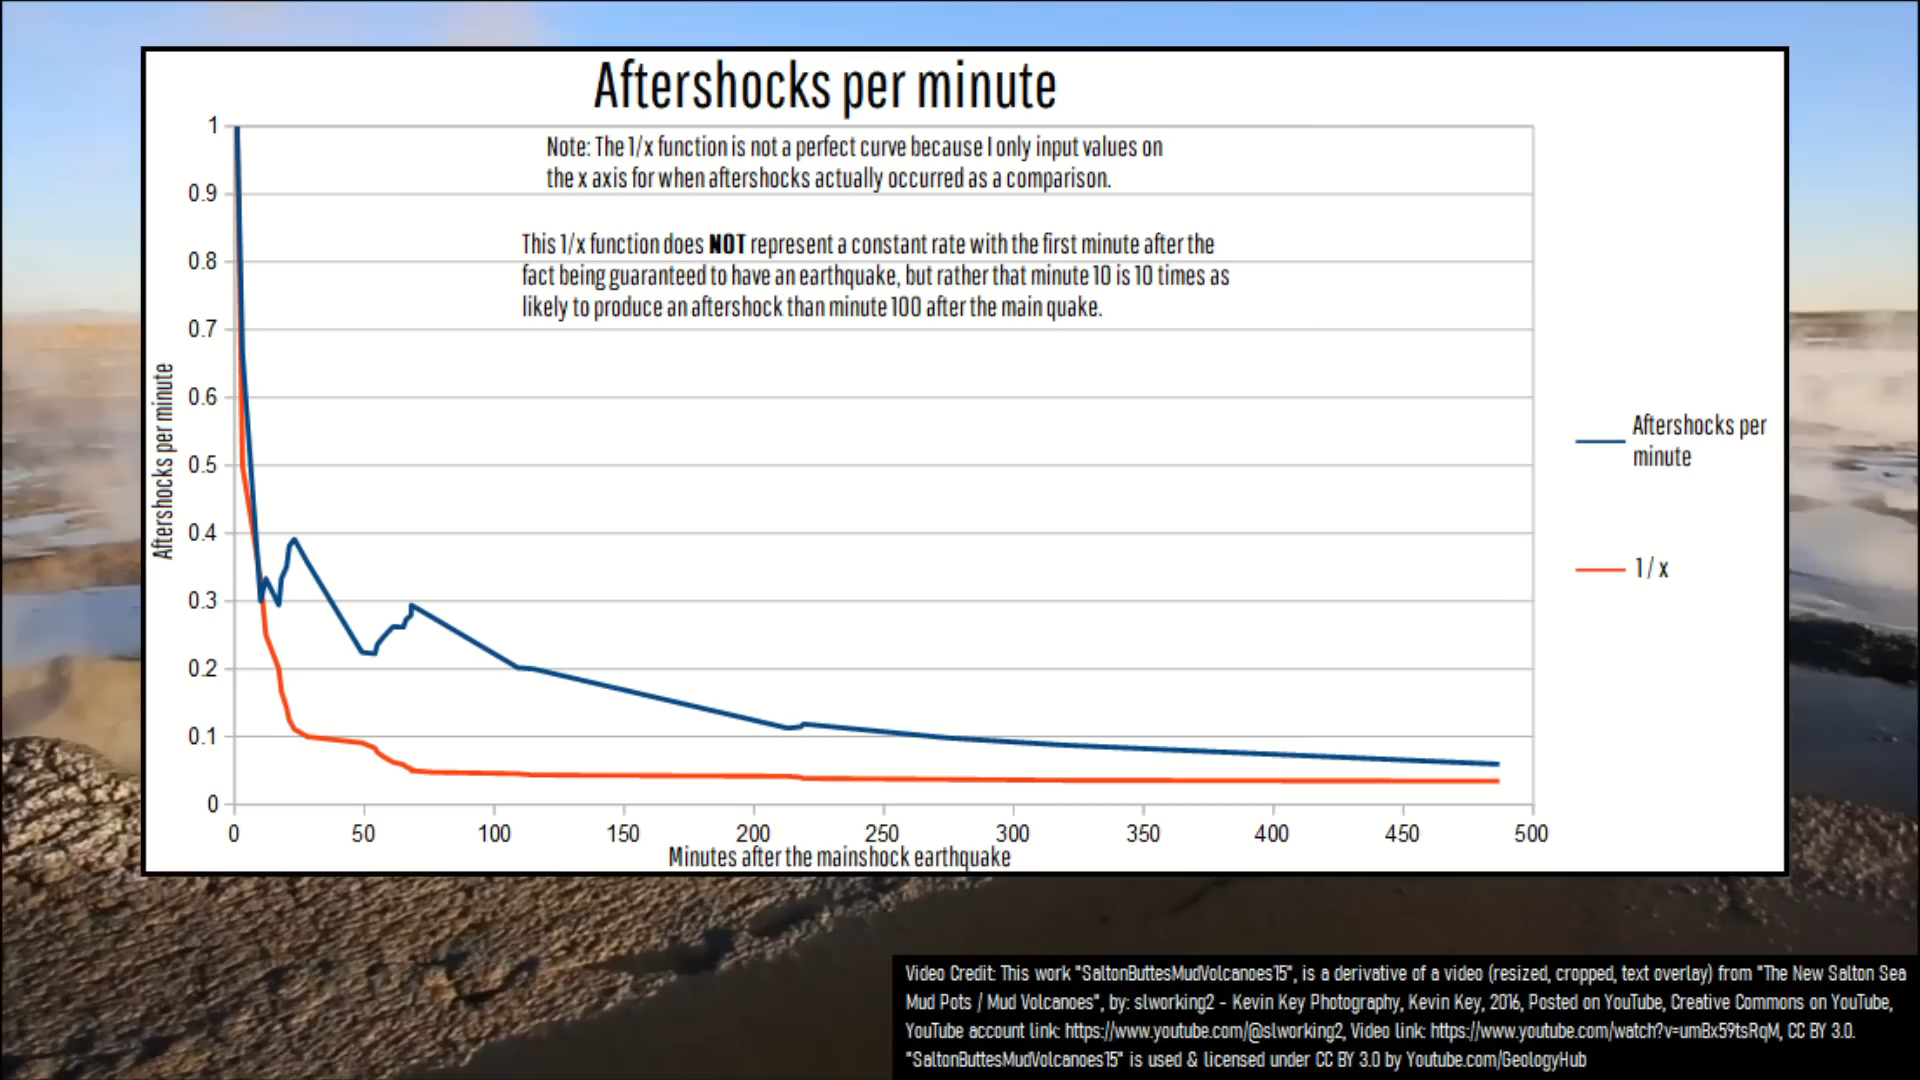 Aftershocks per minute
Note: The 1/x function is not a perfect curve because I only input values on
the x axis for when aftershocks actually occurred as a comparison.
This 1/x function does NOT represent a constant rate with the first minute after the
fact being guaranteed to have an earthquake, but rather that minute 10 is 10 times as
likely to produce an aftershock than minute 100 after the main quake.
Aftershocks per minute
1
0.9
0.8
0.7
0.6
0.5
0.4
0.3
0.2
0.1
0
0 50 100 150 200 250 300 350 400 450 500
Minutes after the mainshock earthquake
Aftershocks per
minute
1 / x
Video Credit: This work "SaltonButtesMudVolcanoes15", is a derivative of a video (resized, cropped, text overlay) from "The New Salton Sea
Mud Pots / Mud Volcanoes", by: slworking2 - Kevin Key Photography, Kevin Key, 2016, Posted on YouTube, Creative Commons on YouTube,
YouTube account link: https://www.youtube.com/@slworking2, Video link: https://www.youtube.com/watch?v=umBx59tsRqM, CC BY 3.0.
"SaltonButtesMudVolcanoes15" is used & licensed under CC BY 3.0 by Youtube.com/GeologyHub